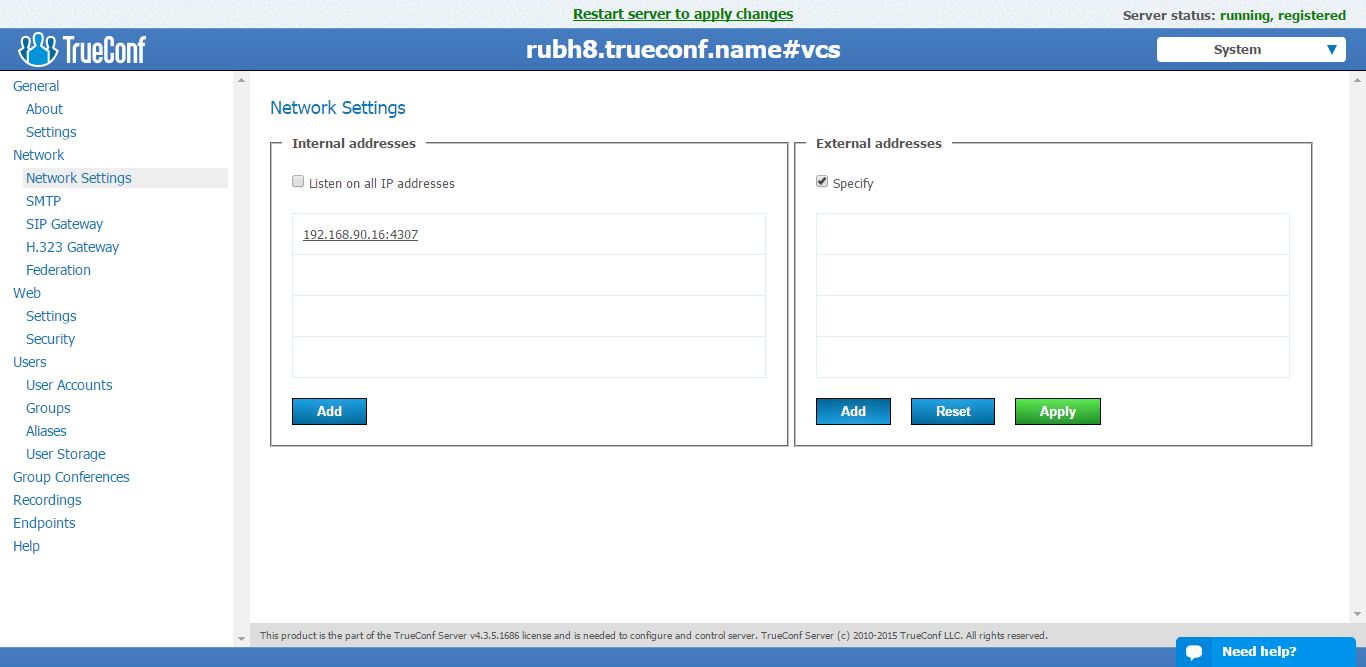 Restart server to apply changes
Server status: running, registered
TrueConf
rubh8.trueconf.name#vcs
System
General
About
Settings
Network
Network Settings
SMTP
SIP Gateway
H.323 Gateway
Federation
Web
Settings
Security
Users
User Accounts
Groups
Aliases
User Storage
Group Conferences
Recordings
Endpoints
Help
Network Settings
Internal addresses
Listen on all IP addresses
192.168.90.16:4307
Add
External addresses
Specify
Add Reset Apply
This product is the part of the TrueConf Server v4.3.5.1686 license and is needed to configure and control server. TrueConf Server (c) 2010-2015 TrueConf LLC. All rights reserved.
Need help?